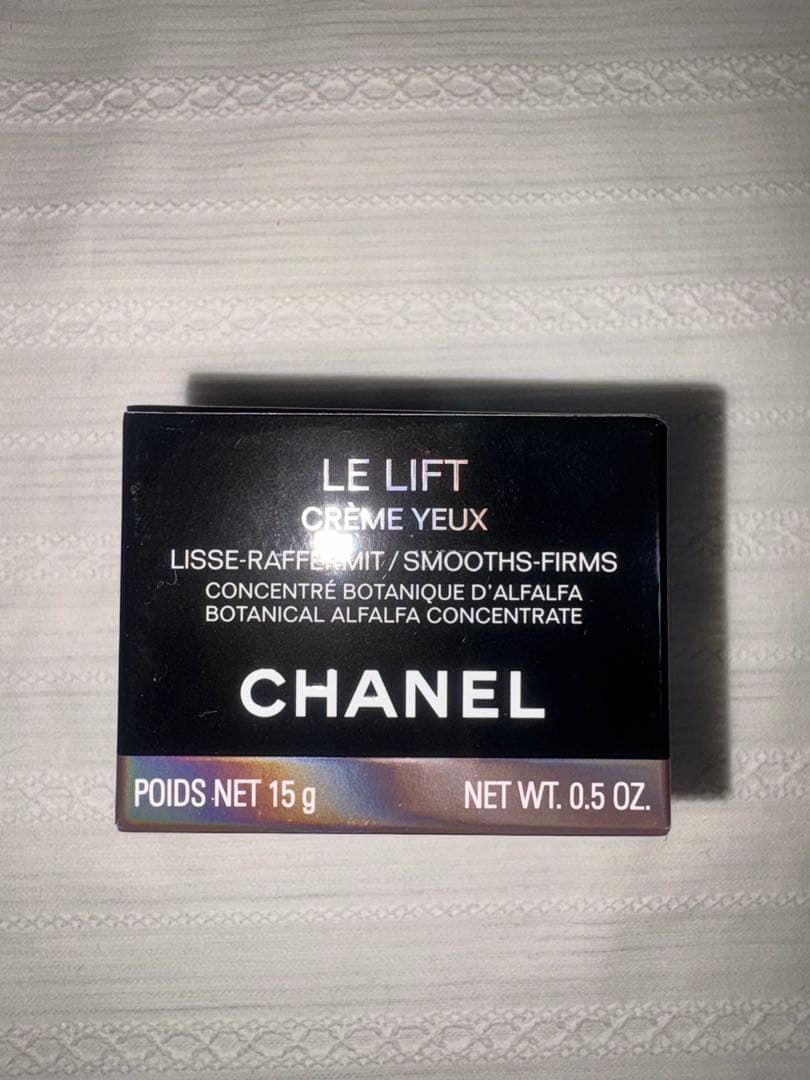 LE LIFT
CRÈME YEUX
LISSE-RAFFERMIT / SMOOTHS-FIRMS
CONCENTRÉ BOTANIQUE D'ALFALFA
BOTANICAL ALFALFA CONCENTRATE
CHANEL
POIDS NET 15 g NET WT. 0.5 OZ.